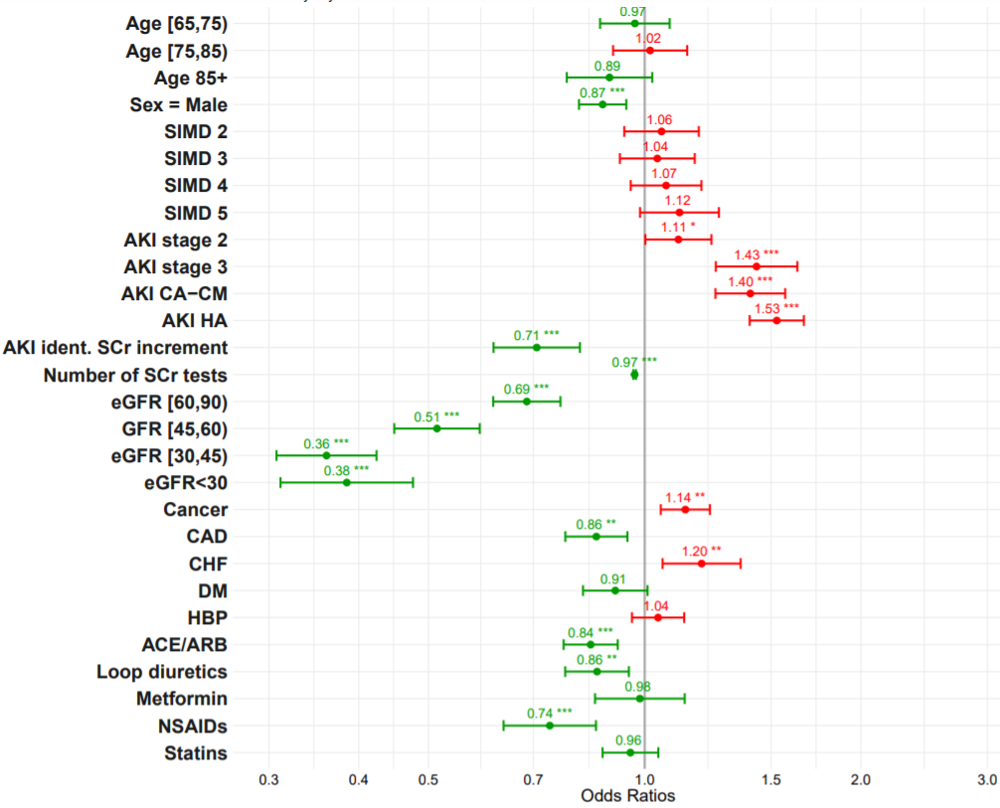 Age [65,75) 0.97
Age [75,85) 1.02
Age 85+ 0.89
Sex = Male 0.87 ***
SIMD 2 1.06
SIMD 3 1.04
SIMD 4 1.07
SIMD 5 1.12
AKI stage 2 1.11 *
AKI stage 3 1.43 ***
AKI CA−CM 1.40 ***
AKI HA 1.53 ***
AKI ident. SCr increment 0.71 ***
Number of SCr tests 0.97 ***
eGFR [60,90) 0.69 ***
GFR [45,60) 0.51 ***
eGFR [30,45) 0.36 ***
eGFR<30 0.38 ***
Cancer 1.14 **
CAD 0.86 **
CHF 1.20 **
DM 0.91
HBP 1.04
ACE/ARB 0.84 ***
Loop diuretics 0.86 **
Metformin 0.98
NSAIDs 0.74 ***
Statins 0.96
0.3 0.4 0.5 0.7 1.0 1.5 2.0 3.0
Odds Ratios